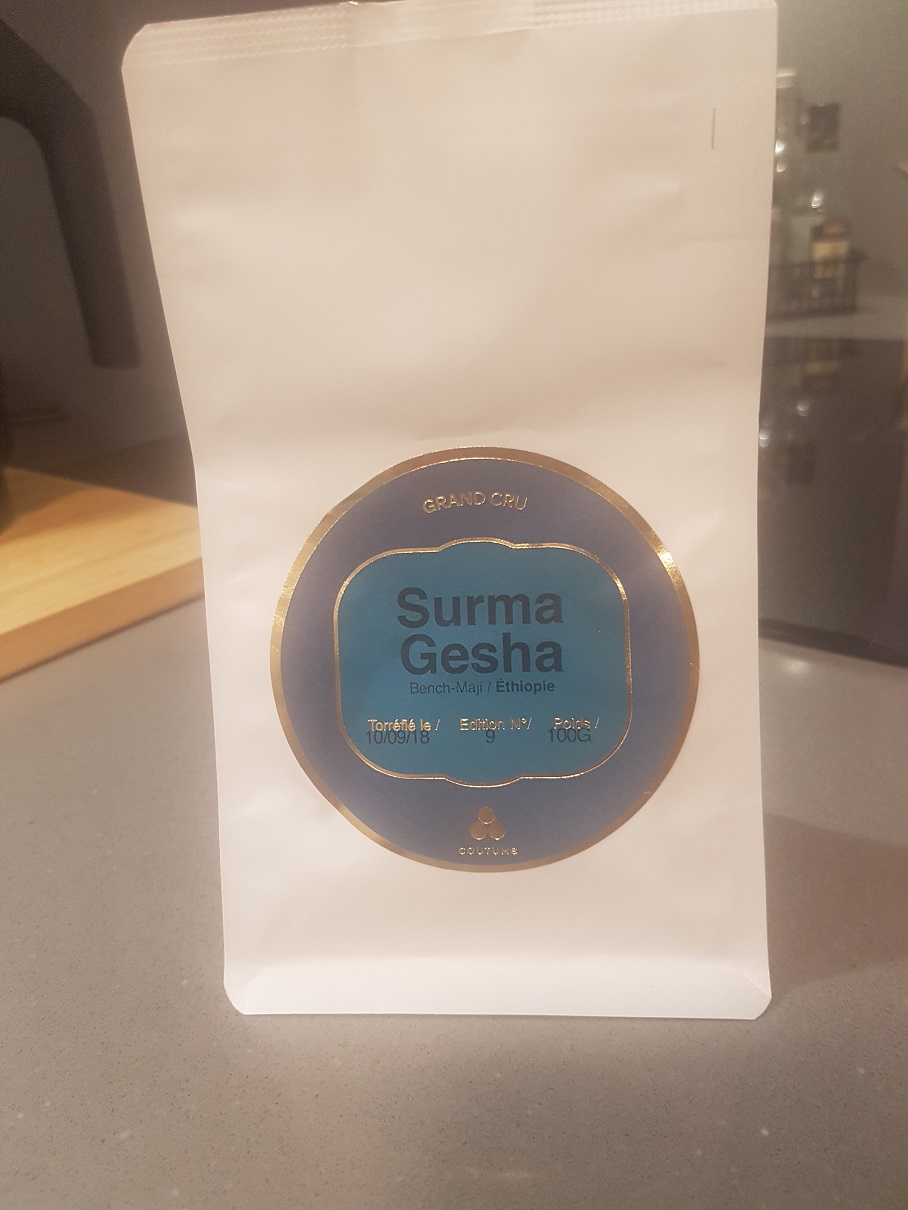 GRAND CRU
Surma
Gesha
Bench-Maji / Éthiopie
Torréfié le / Edition N°/ Poids /
10/09/18 9 100G
COUTUME